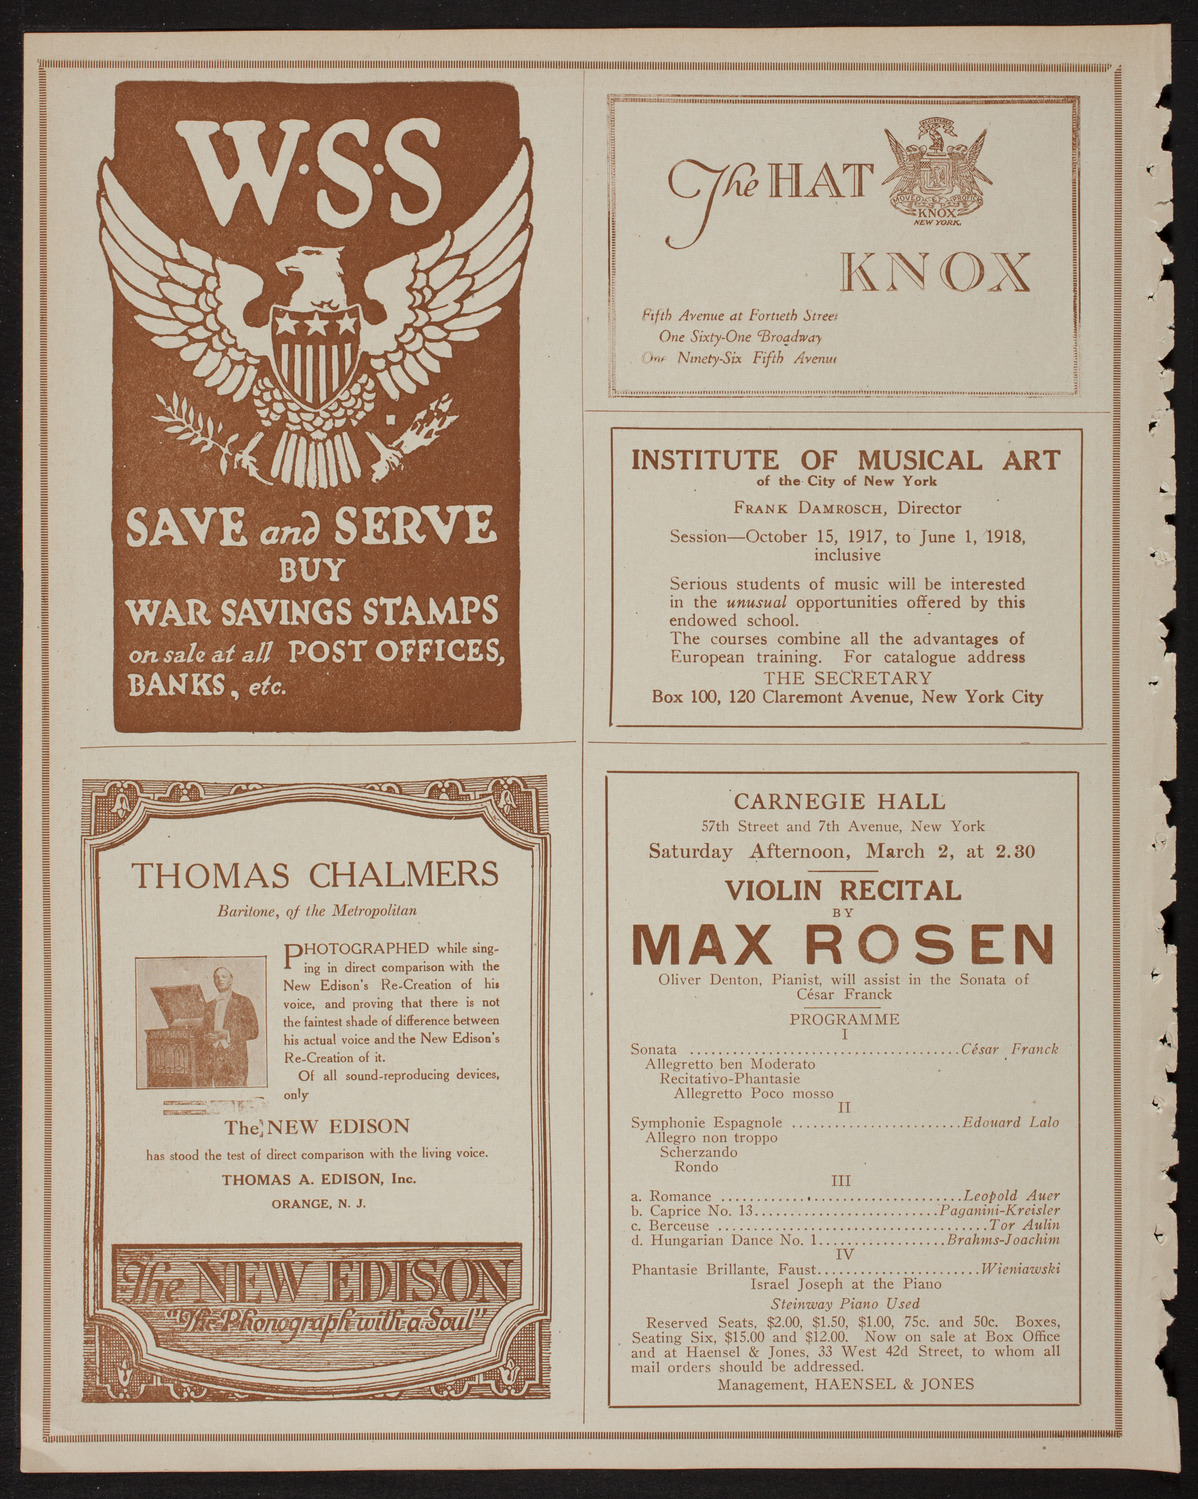 W·S·S
SAVE and SERVE
BUY
WAR SAVINGS STAMPS
on sale at all POST OFFICES,
BANKS, etc.
The HAT
REGISTERED
KNOX
NEW YORK.
KNOX
Fifth Avenue at Fortieth Street
One Sixty-One Broadway
One Ninety-Six Fifth Avenue
INSTITUTE OF MUSICAL ART
of the City of New York
FRANK DAMROSCH, Director
Session—October 15, 1917, to June 1, 1918,
inclusive
Serious students of music will be interested
in the unusual opportunities offered by this
endowed school.
The courses combine all the advantages of
European training. For catalogue address
THE SECRETARY
Box 100, 120 Claremont Avenue, New York City
THOMAS CHALMERS
Baritone, of the Metropolitan
PHOTOGRAPHED while sing-
ing in direct comparison with the
New Edison's Re-Creation of his
voice, and proving that there is not
the faintest shade of difference between
his actual voice and the New Edison's
Re-Creation of it.
Of all sound-reproducing devices,
only
The NEW EDISON
has stood the test of direct comparison with the living voice.
THOMAS A. EDISON, Inc.
ORANGE, N. J.
The NEW EDISON
"The Phonograph with a Soul"
CARNEGIE HALL
57th Street and 7th Avenue, New York
Saturday Afternoon, March 2, at 2.30
VIOLIN RECITAL
BY
MAX ROSEN
Oliver Denton, Pianist, will assist in the Sonata of
César Franck
PROGRAMME
I
Sonata ......................................César Franck
Allegretto ben Moderato
Recitativo-Phantasie
Allegretto Poco mosso
II
Symphonie Espagnole ........................Edouard Lalo
Allegro non troppo
Scherzando
Rondo
III
a. Romance ..................................Leopold Auer
b. Caprice No. 13..........................Paganini-Kreisler
c. Berceuse ......................................Tor Aulin
d. Hungarian Dance No. 1..................Brahms-Joachim
IV
Phantasie Brillante, Faust.......................Wieniawski
Israel Joseph at the Piano
Steinway Piano Used
Reserved Seats, $2.00, $1.50, $1.00, 75c. and 50c. Boxes,
Seating Six, $15.00 and $12.00. Now on sale at Box Office
and at Haensel & Jones, 33 West 42d Street, to whom all
mail orders should be addressed.
Management, HAENSEL & JONES